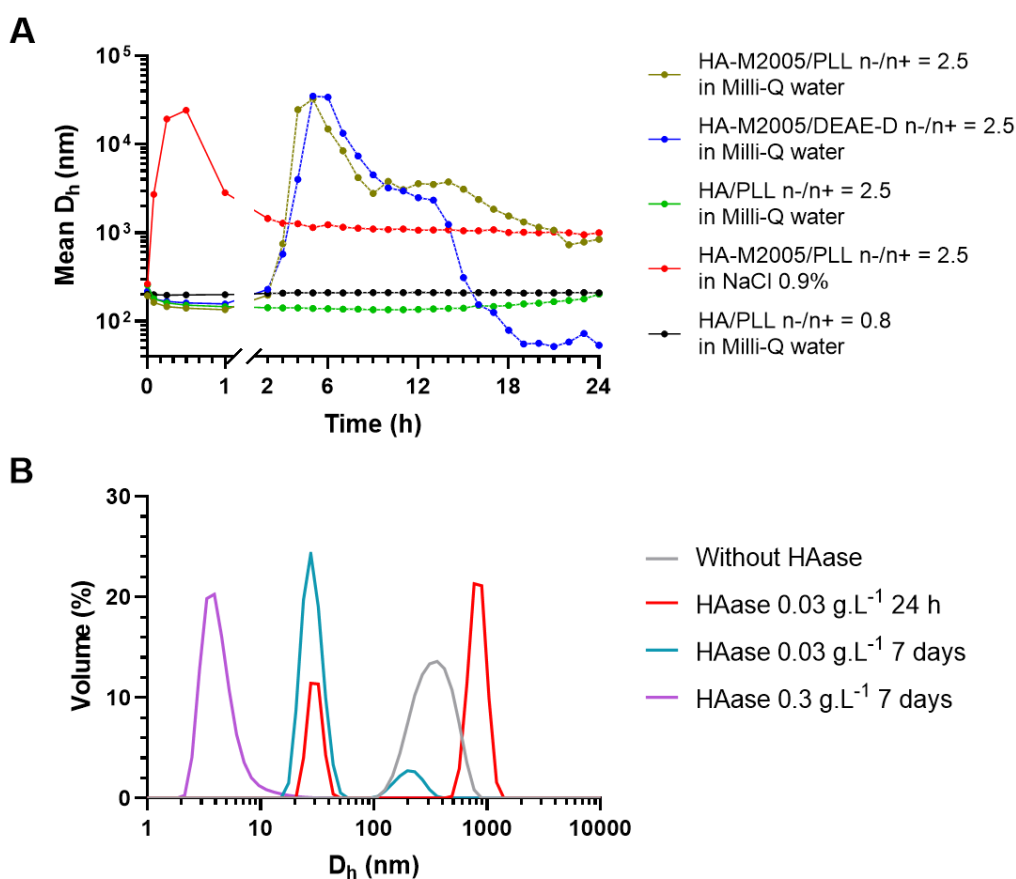 A
Mean Dh (nm)
10^5
10^4
10^3
10^2
0
1
2
6
12
18
24
Time (h)
HA-M2005/PLL n-/n+ = 2.5
in Milli-Q water
HA-M2005/DEAE-D n-/n+ = 2.5
in Milli-Q water
HA/PLL n-/n+ = 2.5
in Milli-Q water
HA-M2005/PLL n-/n+ = 2.5
in NaCl 0.9%
HA/PLL n-/n+ = 0.8
in Milli-Q water
B
Volume (%)
30
20
10
0
1
10
100
1000
10000
Dh (nm)
Without HAase
HAase 0.03 g.L-1 24 h
HAase 0.03 g.L-1 7 days
HAase 0.3 g.L-1 7 days